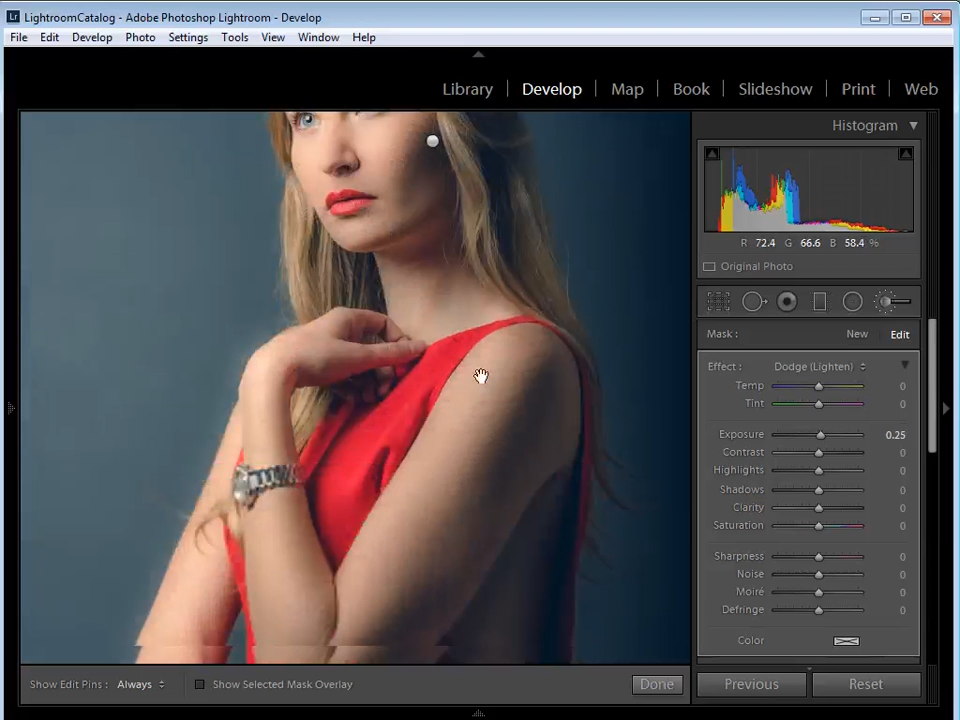 LightroomCatalog - Adobe Photoshop Lightroom - Develop
File Edit Develop Photo Settings Tools View Window Help
Library Develop Map Book Slideshow Print Web
Histogram
R 72.4 G 66.6 B 58.4 %
Original Photo
Mask : New Edit
Effect : Dodge (Lighten)
Temp 0
Tint 0
Exposure 0.25
Contrast 0
Highlights 0
Shadows 0
Clarity 0
Saturation 0
Sharpness 0
Noise 0
Moiré 0
Defringe 0
Color
Show Edit Pins : Always Show Selected Mask Overlay Done Previous Reset